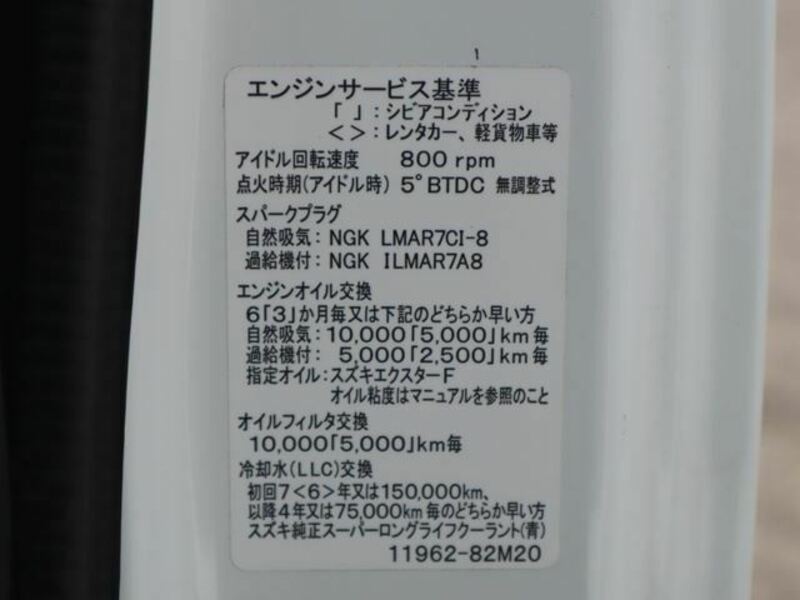 エンジンサービス基準
「 」:シビアコンディション
< >:レンタカー、軽貨物車等
アイドル回転速度 800 rpm
点火時期(アイドル時) 5°BTDC 無調整式
スパークプラグ
自然吸気:NGK LMAR7CI-8
過給機付:NGK ILMAR7A8
エンジンオイル交換
6「3」か月毎又は下記のどちらか早い方
自然吸気:10,000「5,000」km毎
過給機付: 5,000「2,500」km毎
指定オイル:スズキエクスターF
オイル粘度はマニュアルを参照のこと
オイルフィルタ交換
10,000「5,000」km毎
冷却水(LLC)交換
初回7<6>年又は150,000km、
以降4年又は75,000km毎のどちらか早い方
スズキ純正スーパーロングライフクーラント(青)
11962-82M20